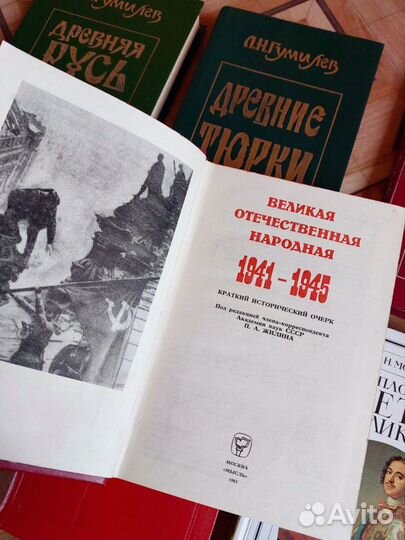 Л.Н.Гумилев
ДРЕВНЯЯ
РУСЬ
Л.Н.Гумилев
ДРЕВНИЕ
ТЮРКИ
ВЕЛИКАЯ
ОТЕЧЕСТВЕННАЯ
НАРОДНАЯ
1941–1945
КРАТКИЙ ИСТОРИЧЕСКИЙ ОЧЕРК
Под редакцией члена-корреспондента
Академии наук СССР
П. А. ЖИЛИНА
МОСКВА
«МЫСЛЬ»
1985
Avito